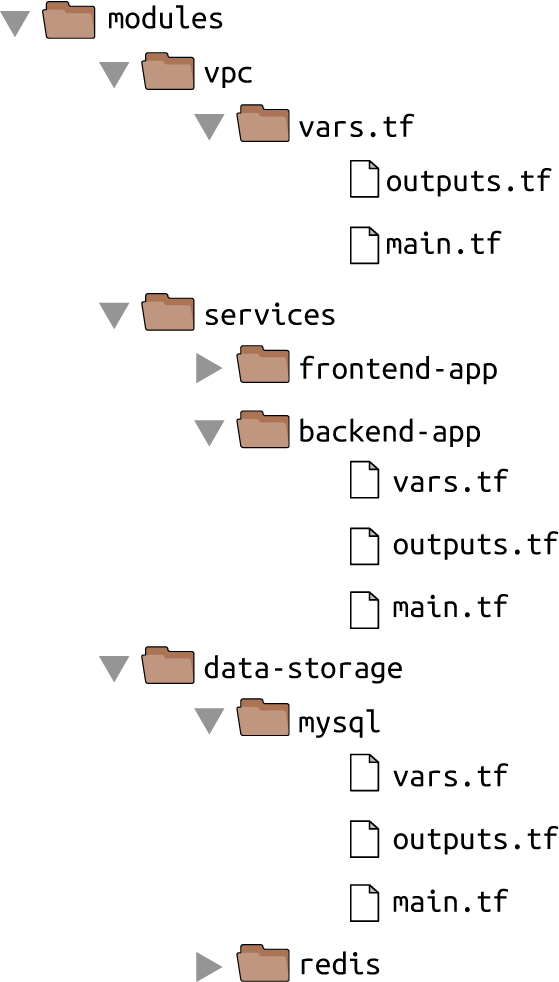 modules
vpc
vars.tf
outputs.tf
main.tf
services
frontend-app
backend-app
vars.tf
outputs.tf
main.tf
data-storage
mysql
vars.tf
outputs.tf
main.tf
redis